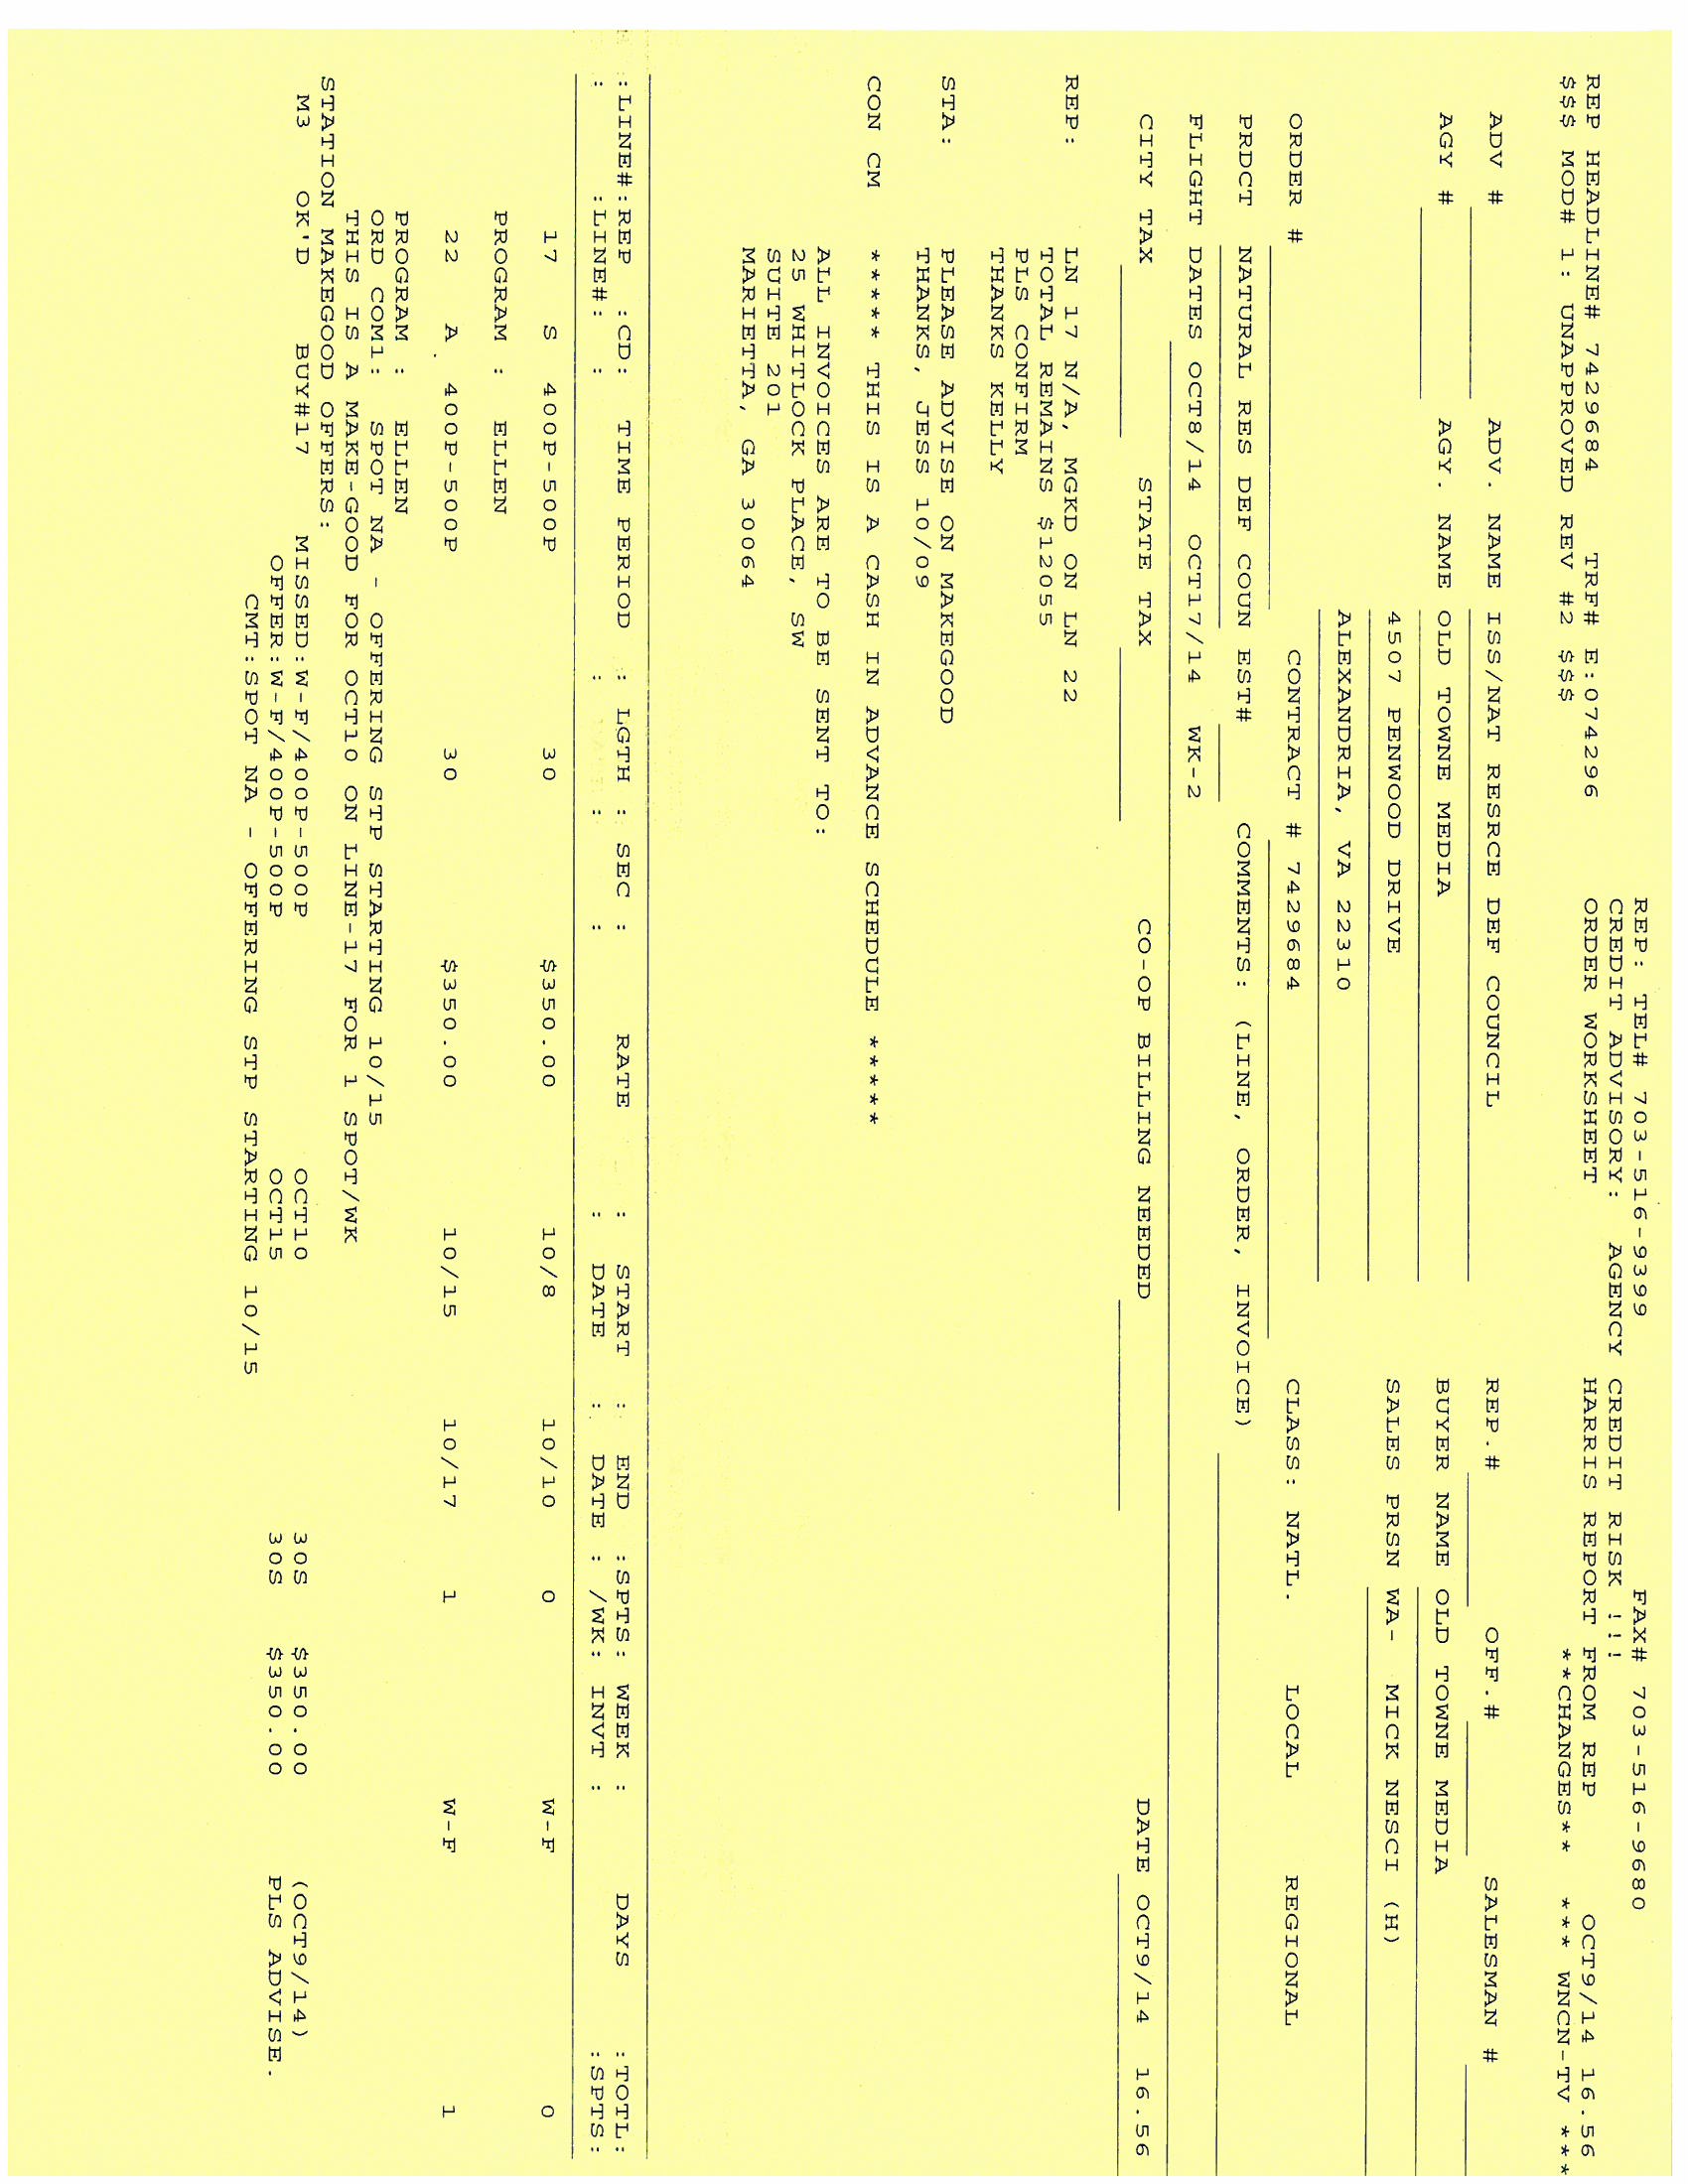 REP: TEL# 703-516-9399 FAX# 703-516-9680
CREDIT ADVISORY: AGENCY CREDIT RISK !!!
ORDER WORKSHEET HARRIS REPORT FROM REP OCT9/14 16.56
REP HEADLINE# 7429684 TRF# E:074296 **CHANGES** *** WNCN-TV ***
$$$ MOD# 1: UNAPPROVED REV #2 $$$
ADV # ADV. NAME ISS/NAT RESRCE DEF COUNCIL REP.# OFF.# SALESMAN #
AGY # AGY. NAME OLD TOWNE MEDIA BUYER NAME OLD TOWNE MEDIA
4507 PENWOOD DRIVE SALES PRSN WA- MICK NESCI (H)
ALEXANDRIA, VA 22310
ORDER # CONTRACT # 7429684 CLASS: NATL. LOCAL REGIONAL
PRDCT NATURAL RES DEF COUN EST# COMMENTS: (LINE, ORDER, INVOICE)
FLIGHT DATES OCT8/14 OCT17/14 WK-2
CITY TAX STATE TAX CO-OP BILLING NEEDED DATE OCT9/14 16.56
REP: LN 17 N/A, MGKD ON LN 22
TOTAL REMAINS $12055
PLS CONFIRM
THANKS KELLY
STA: PLEASE ADVISE ON MAKEGOOD
THANKS, JESS 10/09
CON CM ***** THIS IS A CASH IN ADVANCE SCHEDULE *****
ALL INVOICES ARE TO BE SENT TO:
25 WHITLOCK PLACE, SW
SUITE 201
MARIETTA, GA 30064
:LINE#:REP :CD: TIME PERIOD : LGTH : SEC : RATE : START : END :SPTS: WEEK : DAYS :TOTL:
: :LINE#: : : : : : DATE : DATE : /WK: INVT : :SPTS:
17 S 400P-500P 30 $350.00 10/8 10/10 0 W-F 0
PROGRAM : ELLEN
22 A 400P-500P 30 $350.00 10/15 10/17 1 W-F 1
PROGRAM : ELLEN
ORD COM1: SPOT NA - OFFERING STP STARTING 10/15
THIS IS A MAKE-GOOD FOR OCT10 ON LINE-17 FOR 1 SPOT/WK
STATION MAKEGOOD OFFERS:
M3 OK'D BUY#17 MISSED:W-F/400P-500P OCT10 30S $350.00 (OCT9/14)
OFFER:W-F/400P-500P OCT15 30S $350.00 PLS ADVISE.
CMT:SPOT NA - OFFERING STP STARTING 10/15